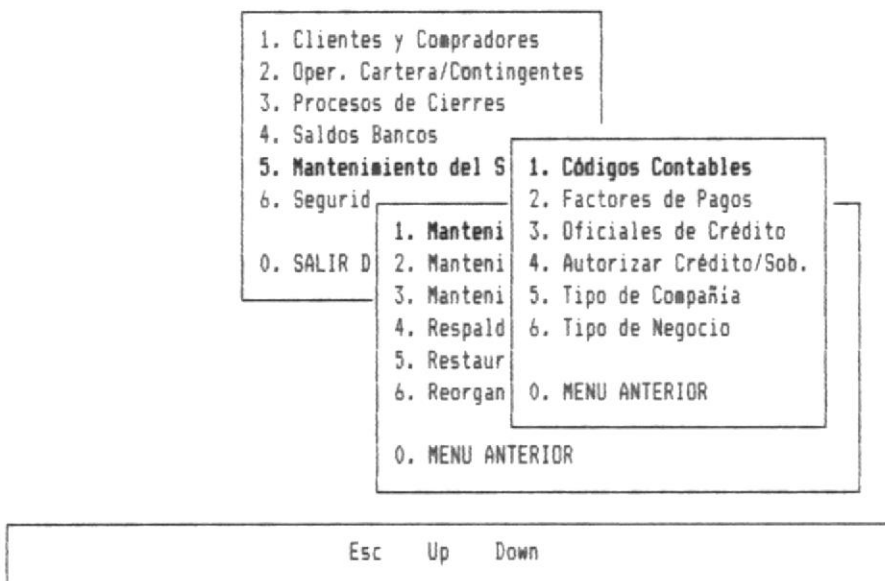 1. Clientes y Compradores
2. Oper. Cartera/Contingentes
3. Procesos de Cierres
4. Saldos Bancos
5. Mantenimiento del S
6. Segurid
0. SALIR D
1. Manteni
2. Manteni
3. Manteni
4. Respald
5. Restaur
6. Reorgan
0. MENU ANTERIOR
1. Códigos Contables
2. Factores de Pagos
3. Oficiales de Crédito
4. Autorizar Crédito/Sob.
5. Tipo de Compañía
6. Tipo de Negocio
0. MENU ANTERIOR
Esc Up Down